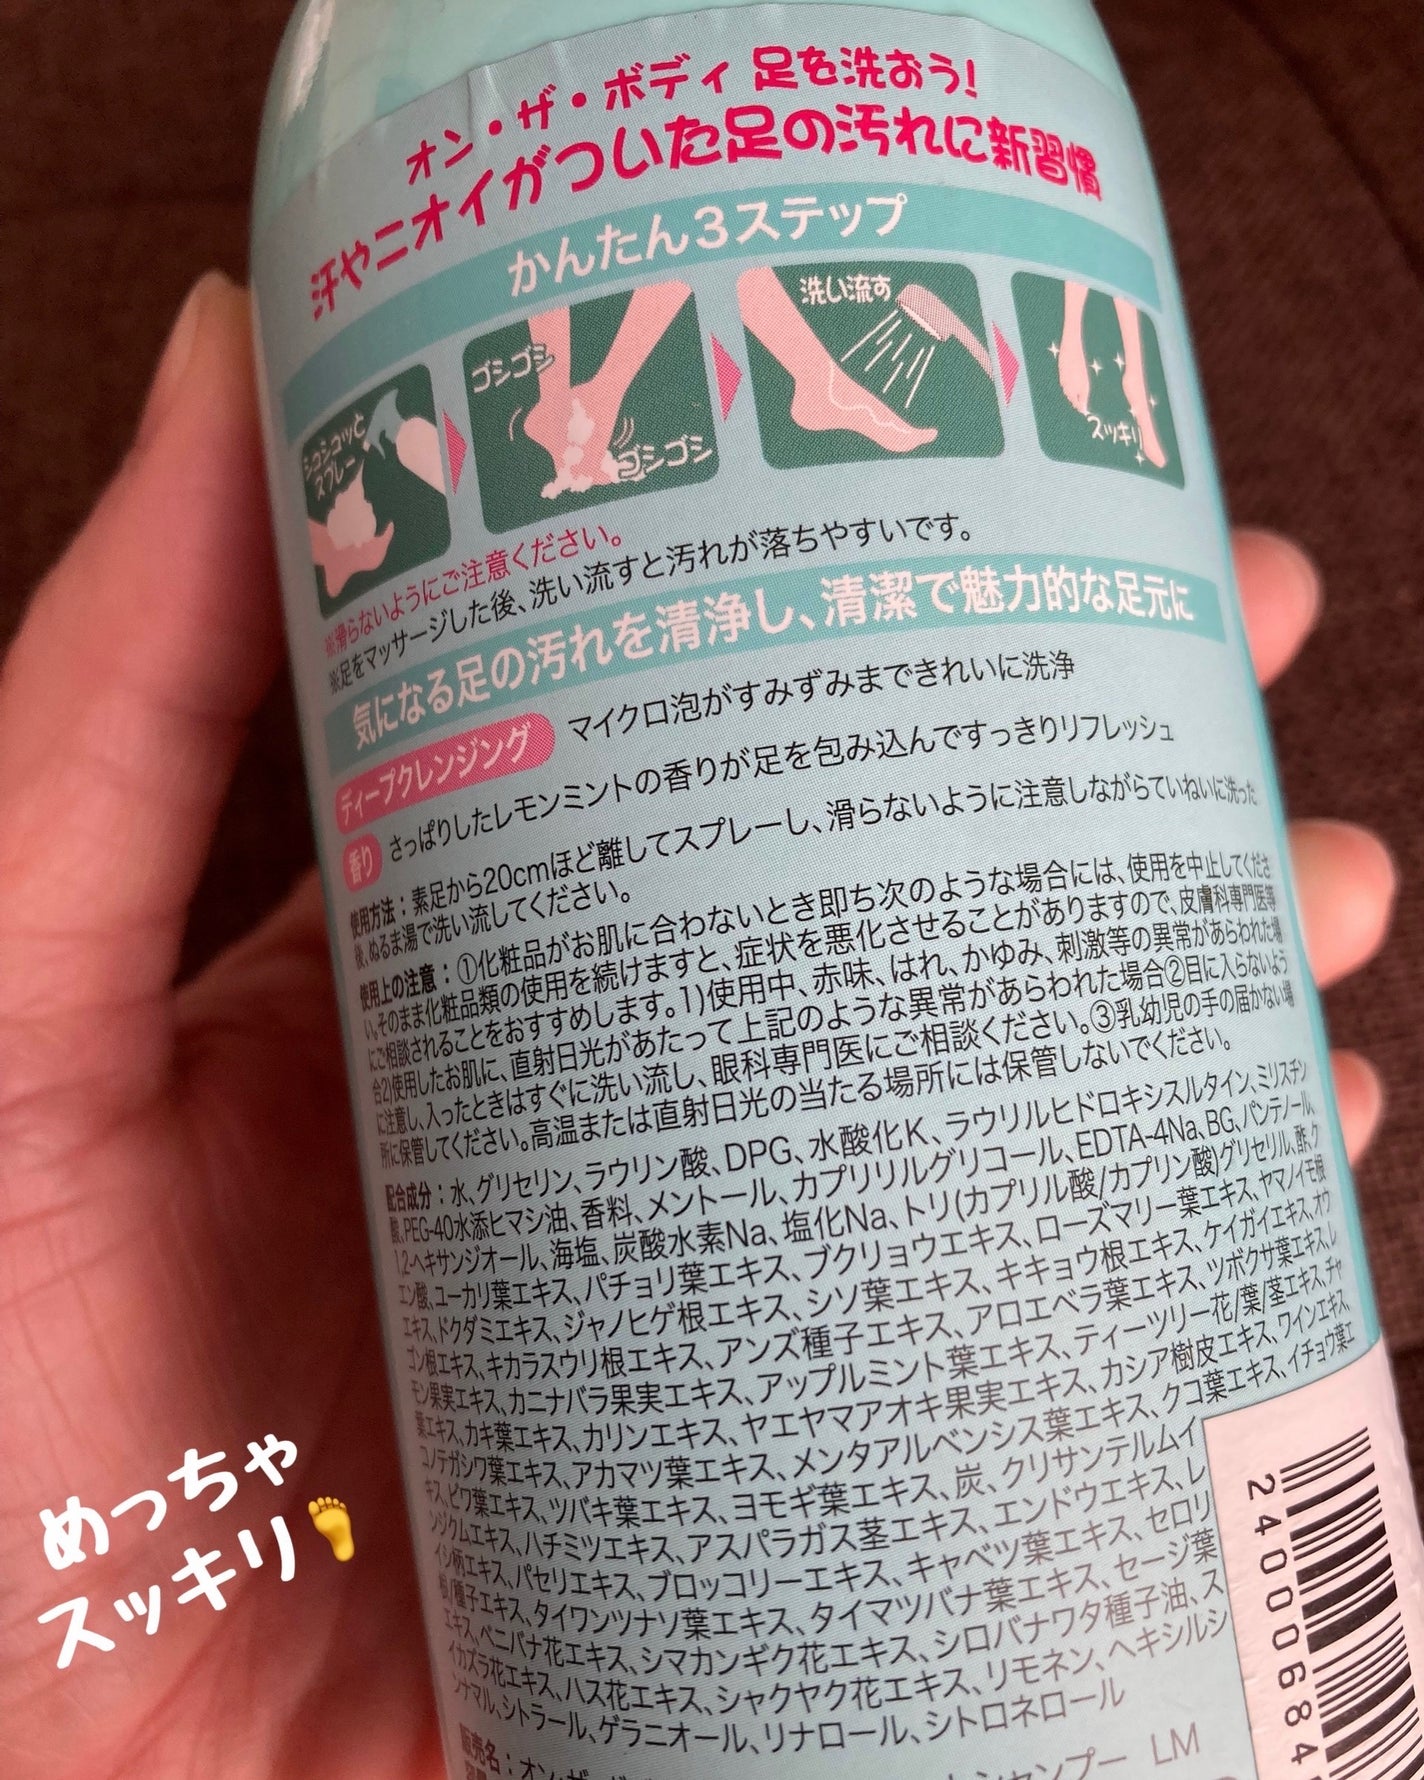 オン・ザ・ボディ 足を洗おう!
汗やニオイがついた足の汚れに新習慣
かんたん3ステップ
シュシュッと
スプレー
ゴシゴシ
ゴシゴシ
洗い流す
スッキリ
※滑らないようにご注意ください。
※足をマッサージした後、洗い流すと汚れが落ちやすいです。
気になる足の汚れを清浄し、清潔で魅力的な足元に
ディープクレンジング マイクロ泡がすみずみまできれいに洗浄
香り さっぱりしたレモンミントの香りが足を包み込んですっきりリフレッシュ
使用方法：素足から20cmほど離してスプレーし、滑らないように注意しながらていねいに洗った
後、ぬるま湯で洗い流してください。
使用上の注意：①化粧品がお肌に合わないとき即ち次のような場合には、使用を中止してくださ
い。そのまま化粧品類の使用を続けますと、症状を悪化させることがありますので、皮膚科専門医等
にご相談されることをおすすめします。1)使用中、赤味、はれ、かゆみ、刺激等の異常があらわれた場
合2)使用したお肌に、直射日光があたって上記のような異常があらわれた場合②目に入らないよう
に注意し、入ったときはすぐに洗い流し、眼科専門医にご相談ください。③乳幼児の手の届かない場
所に保管してください。高温または直射日光の当たる場所には保管しないでください。
配合成分：水、グリセリン、ラウリン酸、DPG、水酸化K、ラウリルヒドロキシスルタイン、ミリスチン
酸、PEG-40水添ヒマシ油、香料、メントール、カプリリルグリコール、EDTA-4Na、BG、パンテノール、
1,2-ヘキサンジオール、海塩、炭酸水素Na、塩化Na、トリ(カプリル酸/カプリン酸)グリセリル、酢、ク
エン酸、ユーカリ葉エキス、パチョリ葉エキス、ブクリョウエキス、ローズマリー葉エキス、ヤマノイモ根
エキス、ドクダミエキス、ジャノヒゲ根エキス、シソ葉エキス、キキョウ根エキス、ケイガイエキス、オウ
ゴン根エキス、キカラスウリ根エキス、アンズ種子エキス、アロエベラ葉エキス、ツボクサ葉エキス、レ
モン果実エキス、カニナバラ果実エキス、アップルミント葉エキス、ティーツリー花/葉/茎エキス、チャ
葉エキス、カキ葉エキス、カリンエキス、ヤエヤマアオキ果実エキス、カシア樹皮エキス、ワインエキス、
コノテガシワ葉エキス、アカマツ葉エキス、メンタアルベンシス葉エキス、クコ葉エキス、イチョウ葉エ
キス、ビワ葉エキス、ツバキ葉エキス、ヨモギ葉エキス、炭、クリサンテルムイ
ンジクムエキス、ハチミツエキス、アスパラガス茎エキス、エンドウエキス、レ
イシ柄エキス、パセリエキス、ブロッコリーエキス、キャベツ葉エキス、セロリ
根/種子エキス、タイワンツナソ葉エキス、タイマツバナ葉エキス、セージ葉
エキス、ベニバナ花エキス、シマカンギク花エキス、シロバナワタ種子油、ス
イカズラ花エキス、ハス花エキス、シャクヤク花エキス、リモネン、ヘキシルシ
ンナマル、シトラール、ゲラニオール、リナロール、シトロネロール
販売名：オン・ザ・ シャンプー LM
2400684
めっちゃ
スッキリ🦶